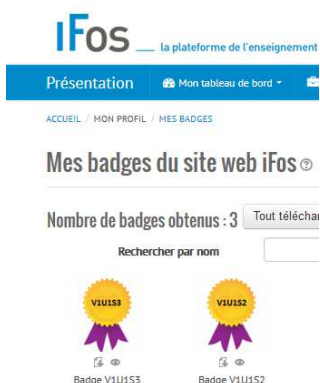 iFos
la plateforme de l'enseignement
Présentation Mon tableau de bord
ACCUEIL / MON PROFIL / MES BADGES
Mes badges du site web iFos
Nombre de badges obtenus : 3 Tout téléchar
Rechercher par nom
V1U1S3 V1U1S2
Badge V1U1S3 Badge V1U1S2